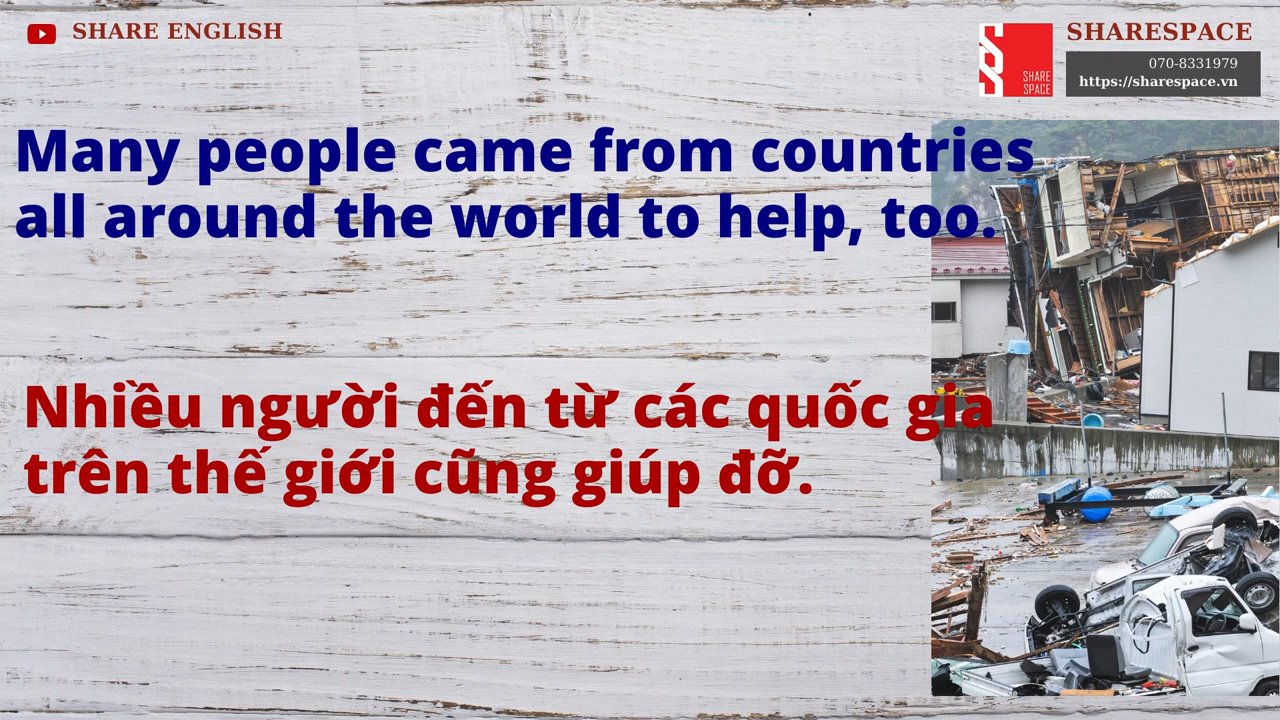 SHARE ENGLISH
SHARESPACE
070-8331979
https://sharespace.vn
SHARE
SPACE
Many people came from countries
all around the world to help, too.
Nhiều người đến từ các quốc gia
trên thế giới cũng giúp đỡ.